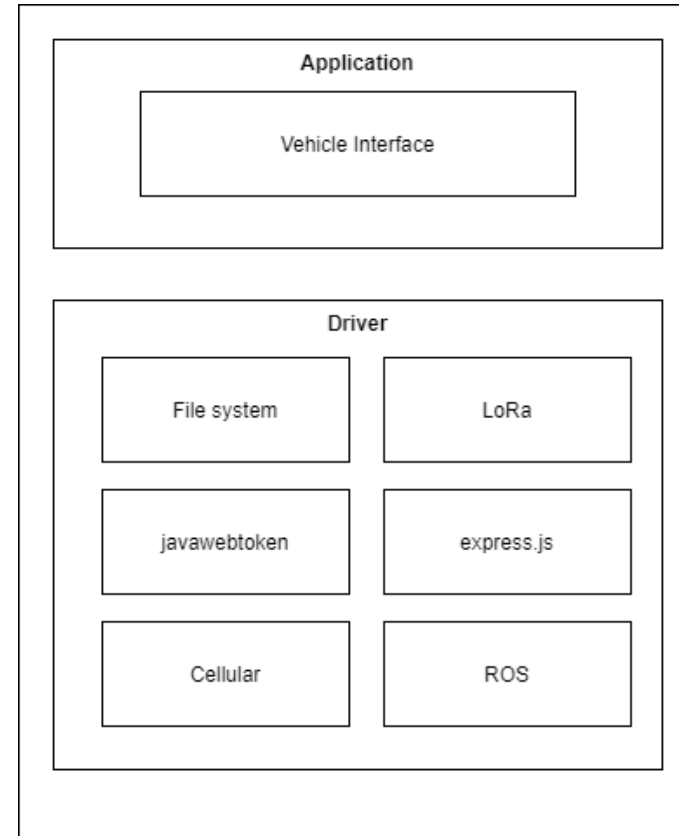 Application
Vehicle Interface
Driver
File system
LoRa
javawebtoken
express.js
Cellular
ROS